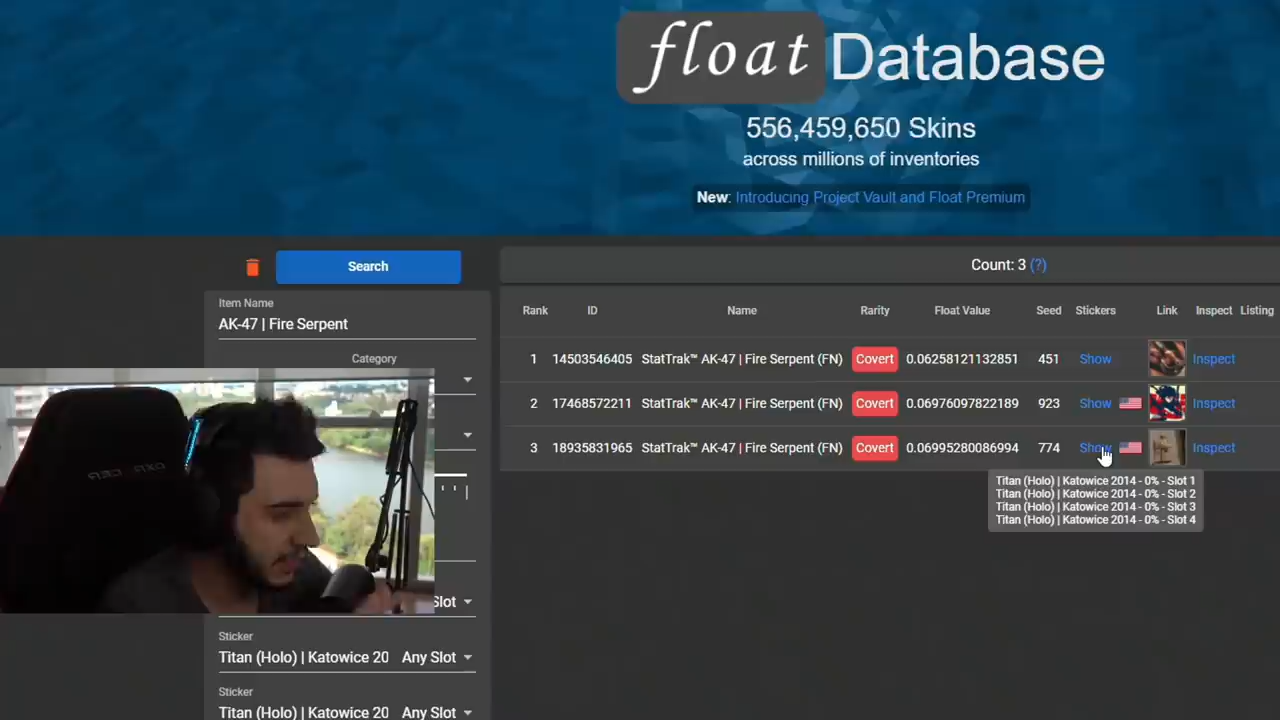 float Database
556,459,650 Skins
across millions of inventories
New: Introducing Project Vault and Float Premium
Search
Count: 3 (?)
Item Name
AK-47 | Fire Serpent
Category
Rank ID Name Rarity Float Value Seed Stickers Link Inspect Listing
1 14503546405 StatTrak™ AK-47 | Fire Serpent (FN) Covert 0.06258121132851 451 Show Inspect
2 17468572211 StatTrak™ AK-47 | Fire Serpent (FN) Covert 0.06976097822189 923 Show Inspect
3 18935831965 StatTrak™ AK-47 | Fire Serpent (FN) Covert 0.06995280086994 774 Show Inspect
Titan (Holo) | Katowice 2014 - 0% - Slot 1
Titan (Holo) | Katowice 2014 - 0% - Slot 2
Titan (Holo) | Katowice 2014 - 0% - Slot 3
Titan (Holo) | Katowice 2014 - 0% - Slot 4
Slot
Sticker
Titan (Holo) | Katowice 20 Any Slot
Sticker
Titan (Holo) | Katowice 20 Any Slot